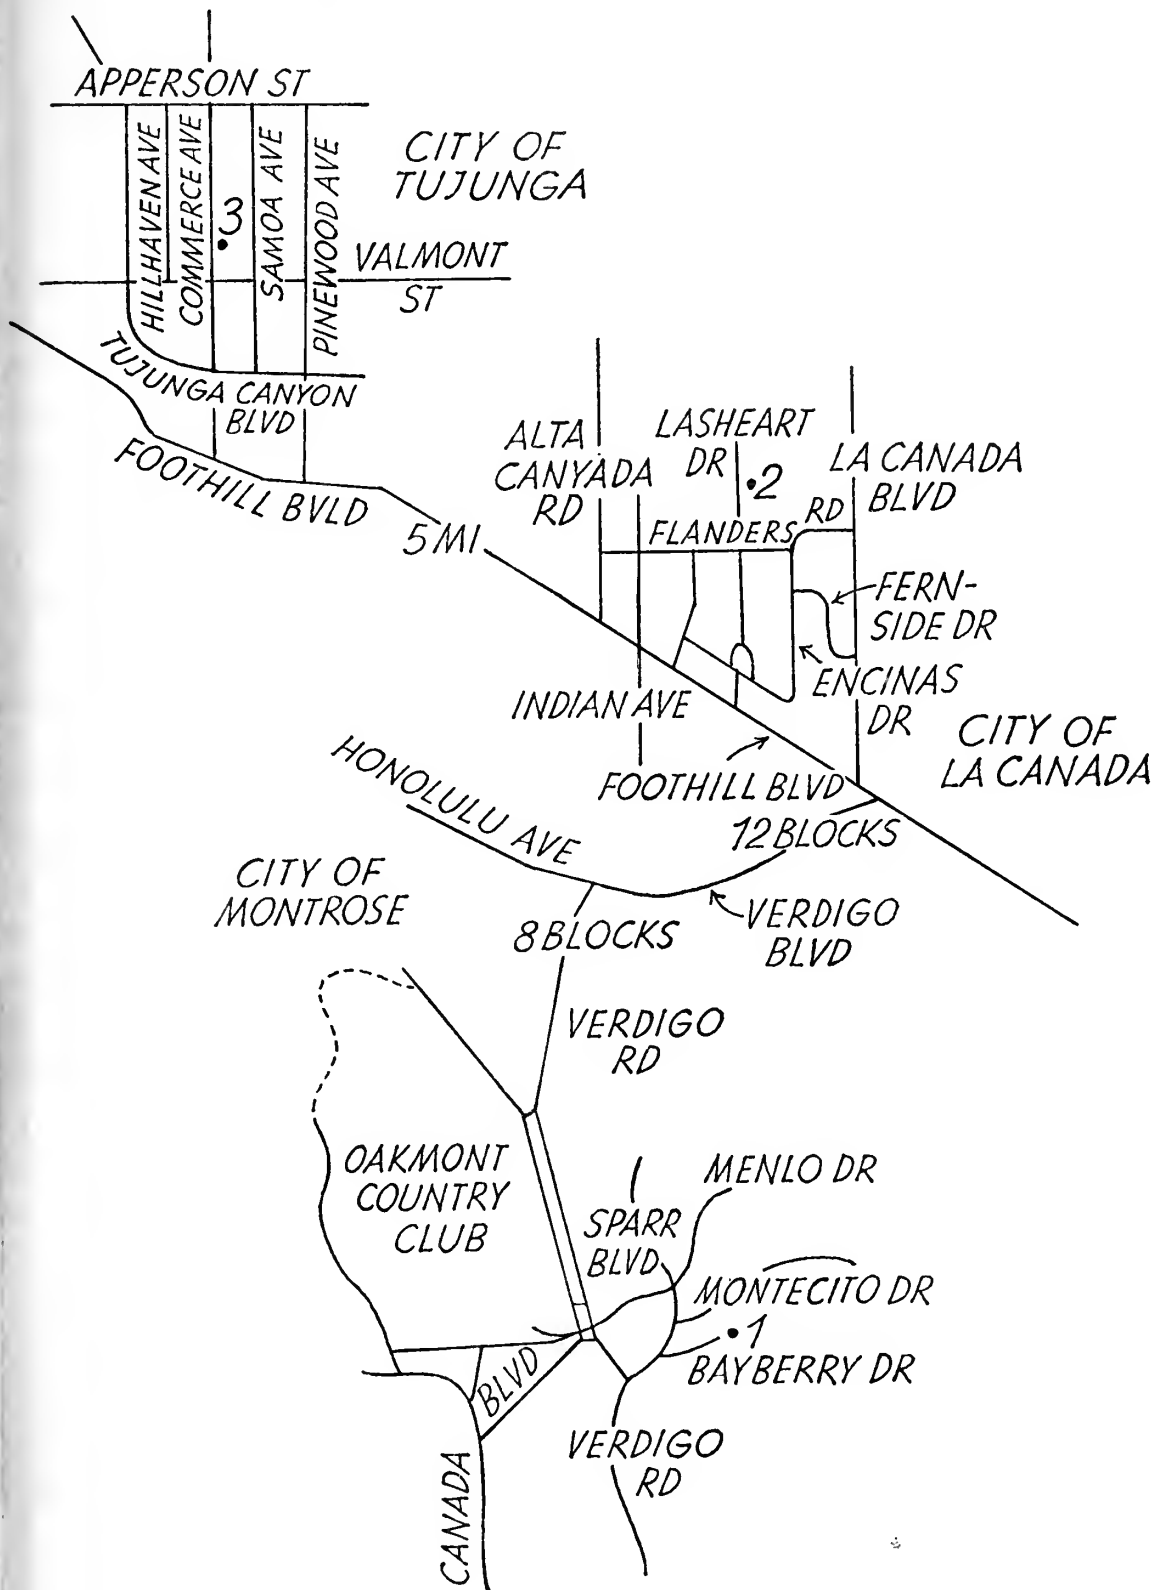 APPERSON ST
HILLHAVEN AVE
COMMERCE AVE
3
SAMOA AVE
PINEWOOD AVE
CITY OF
TUJUNGA
VALMONT
ST
TUJUNGA CANYON
BLVD
FOOTHILL BVLD
5 MI
ALTA
CANYADA
RD
LASHEART
DR
2
LA CANADA
BLVD
FLANDERS RD
FERN-
SIDE DR
ENCINAS
DR
INDIAN AVE
CITY OF
LA CANADA
FOOTHILL BLVD
12 BLOCKS
HONOLULU AVE
CITY OF
MONTROSE
8 BLOCKS
VERDIGO
BLVD
VERDIGO
RD
OAKMONT
COUNTRY
CLUB
MENLO DR
SPARR
BLVD
MONTECITO DR
1
BAYBERRY DR
CANADA BLVD
VERDIGO
RD